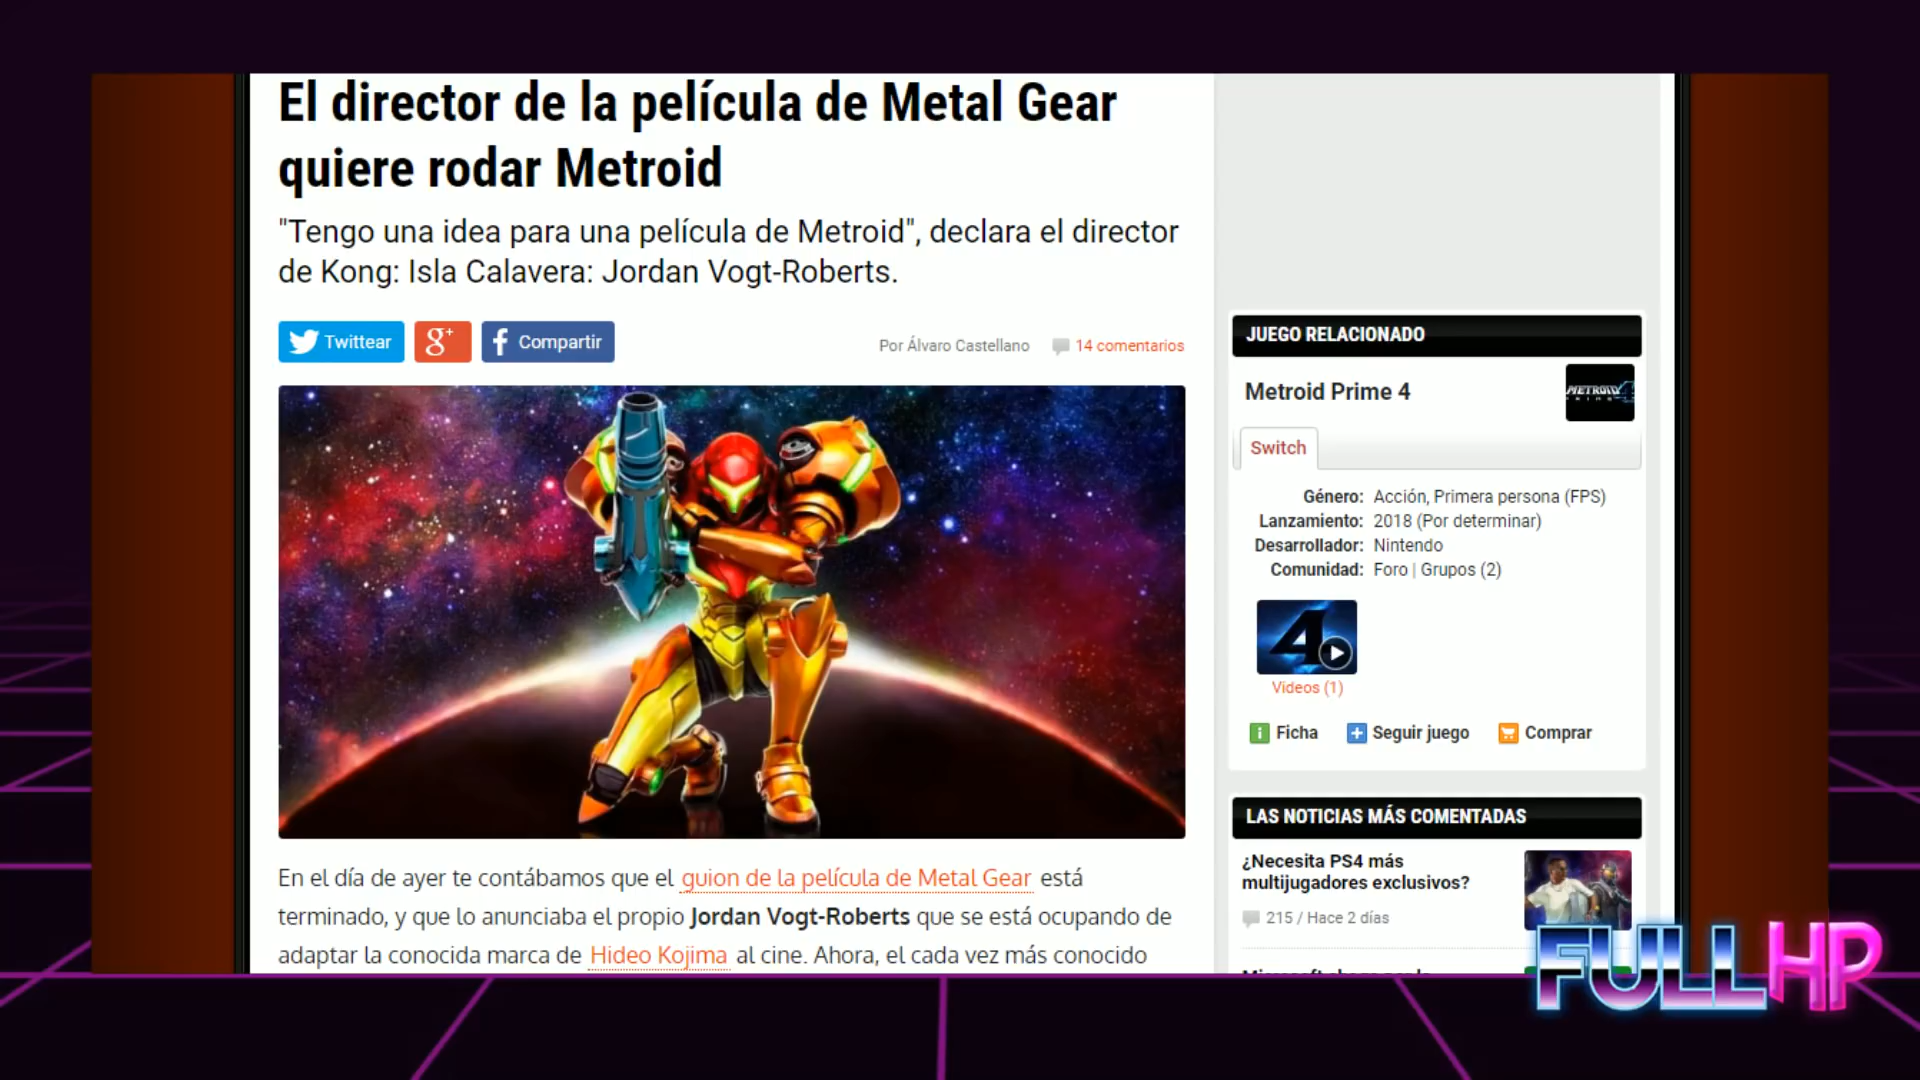 El director de la película de Metal Gear
quiere rodar Metroid
"Tengo una idea para una película de Metroid", declara el director
de Kong: Isla Calavera: Jordan Vogt-Roberts.
Twittear
g+
Compartir
Por Álvaro Castellano
14 comentarios
En el día de ayer te contábamos que el guion de la película de Metal Gear está
terminado, y que lo anunciaba el propio Jordan Vogt-Roberts que se está ocupando de
adaptar la conocida marca de Hideo Kojima al cine. Ahora, el cada vez más conocido
JUEGO RELACIONADO
Metroid Prime 4
METROID 4
PRIME
Switch
Género: Acción, Primera persona (FPS)
Lanzamiento: 2018 (Por determinar)
Desarrollador: Nintendo
Comunidad: Foro | Grupos (2)
4
Videos (1)
Ficha
Seguir juego
Comprar
LAS NOTICIAS MÁS COMENTADAS
¿Necesita PS4 más
multijugadores exclusivos?
215 / Hace 2 días
FULL HP